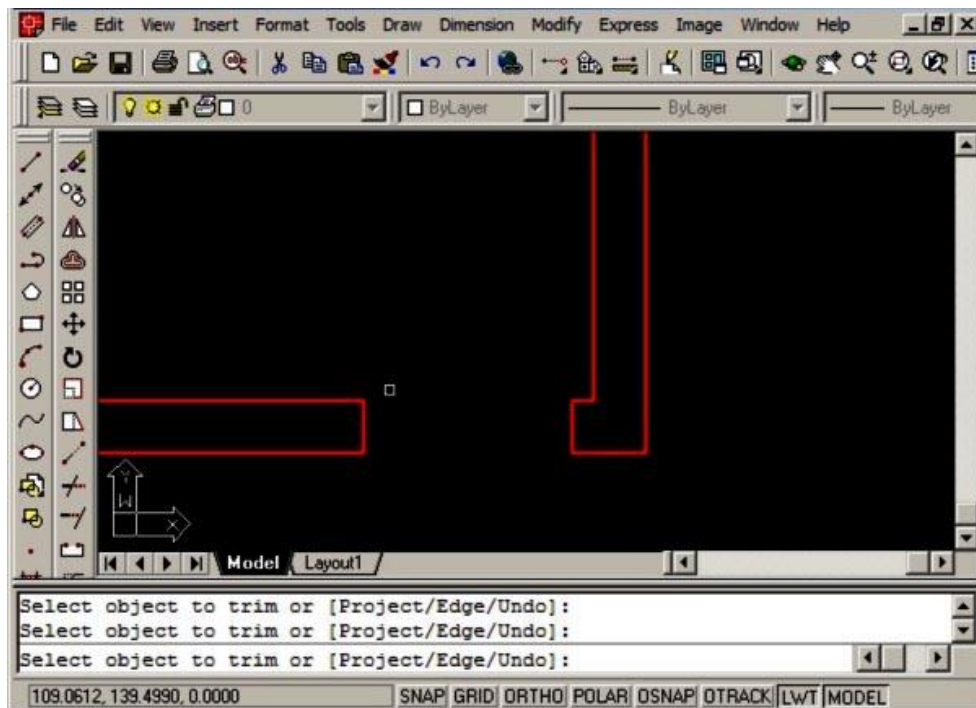 File Edit View Insert Format Tools Draw Dimension Modify Express Image Window Help
0 ByLayer ByLayer ByLayer
Y
W
X
Model Layout1
Select object to trim or [Project/Edge/Undo]:
Select object to trim or [Project/Edge/Undo]:
Select object to trim or [Project/Edge/Undo]:
109.0612, 139.4990, 0.0000 SNAP GRID ORTHO POLAR OSNAP OTRACK LWT MODEL